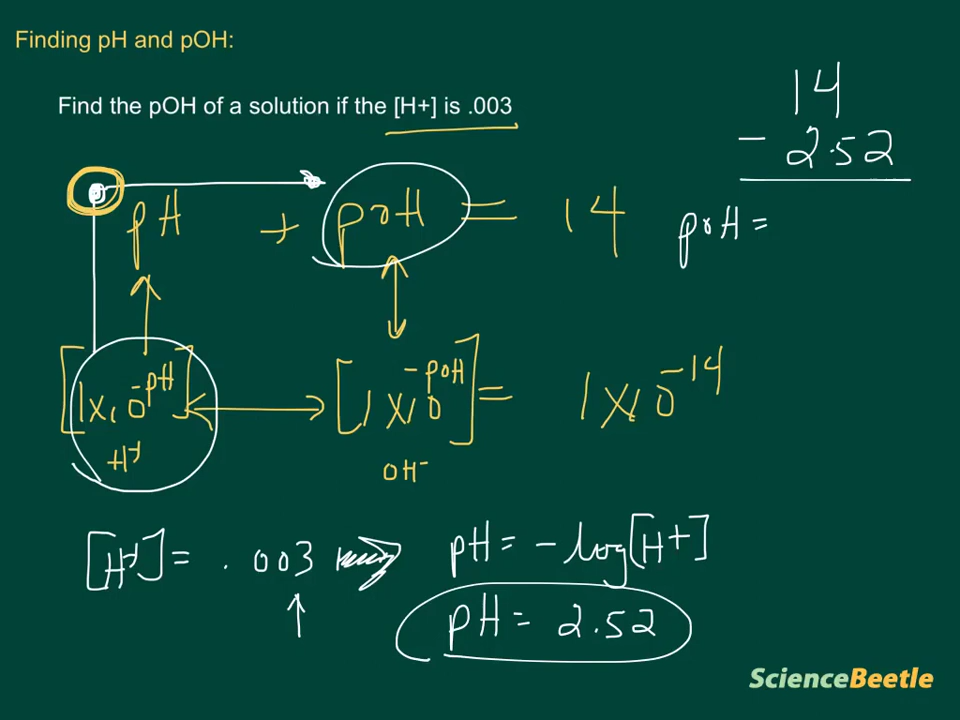 Finding pH and pOH:
Find the pOH of a solution if the [H+] is .003
14
- 2.52
pOH =
pH + pOH = 14
[1x10^-pH] [1x10^-pOH] = 1x10^-14
H+ OH-
[H+] = .003 pH = -log[H+]
pH = 2.52
ScienceBeetle